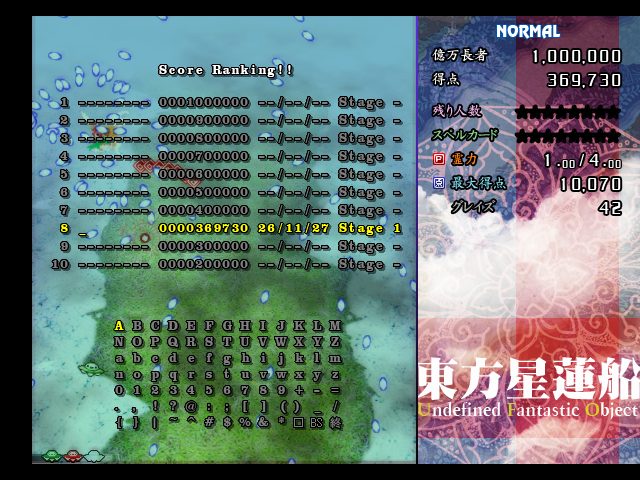 Score Ranking!!
1 -------- 0001000000 --/--/-- Stage -
2 -------- 0000900000 --/--/-- Stage -
3 -------- 0000800000 --/--/-- Stage -
4 -------- 0000700000 --/--/-- Stage -
5 -------- 0000600000 --/--/-- Stage -
6 -------- 0000500000 --/--/-- Stage -
7 -------- 0000400000 --/--/-- Stage -
8 _ 0000369730 26/11/27 Stage 1
9 -------- 0000300000 --/--/-- Stage -
10 -------- 0000200000 --/--/-- Stage -
A B C D E F G H I J K L M
N O P Q R S T U V W X Y Z
a b c d e f g h i j k l m
n o p q r s t u v w x y z
0 1 2 3 4 5 6 7 8 9 + - =
. , ! ? @ : ; [ ] ( ) _ /
{ } | ~ ^ # $ % & * □ BS 終
NORMAL
億万長者 1,000,000
得点 369,730
残り人数 ★★★★★★★★
スペルカード ★★★★★★★★
P 霊力 1.00/4.00
点 最大得点 10,070
グレイズ 42
東方星蓮船
Undefined Fantastic Object